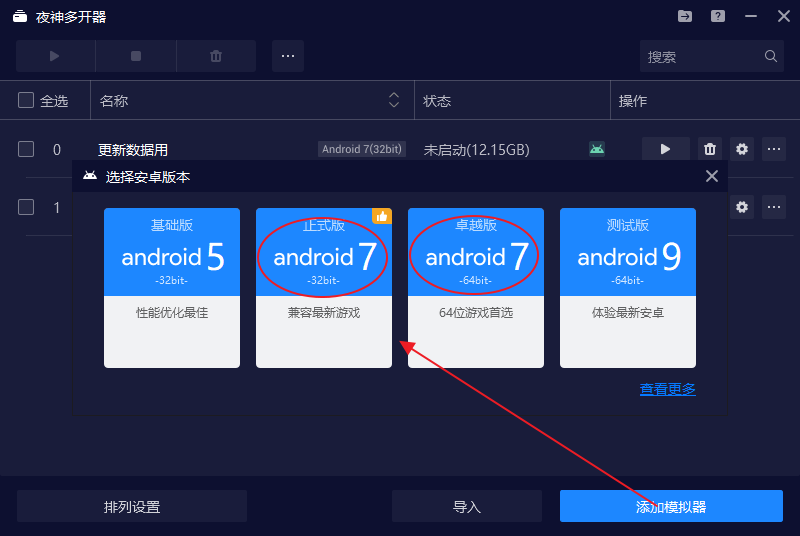 夜神多开器
搜索
全选 名称 状态 操作
0 更新数据用 Android 7(32bit) 未启动(12.15GB)
选择安卓版本
1
基础版
android 5
-32bit-
性能优化最佳
正式版
android 7
-32bit-
兼容最新游戏
卓越版
android 7
-64bit-
64位游戏首选
测试版
android 9
-64bit-
体验最新安卓
查看更多
排列设置 导入 添加模拟器